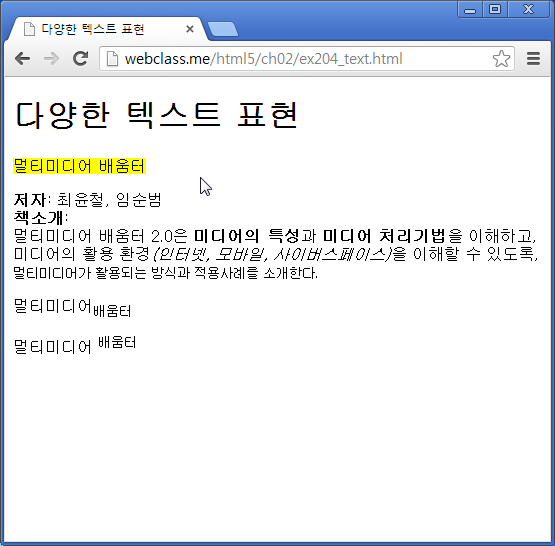 다양한 텍스트 표현
webclass.me/html5/ch02/ex204_text.html
다양한 텍스트 표현
멀티미디어 배움터
저자: 최윤철, 임순범
책소개:
멀티미디어 배움터 2.0은 미디어의 특성과 미디어 처리기법을 이해하고,
미디어의 활용 환경(인터넷, 모바일, 사이버스페이스)을 이해할 수 있도록,
멀티미디어가 활용되는 방식과 적용사례를 소개한다.
멀티미디어배움터
멀티미디어 배움터